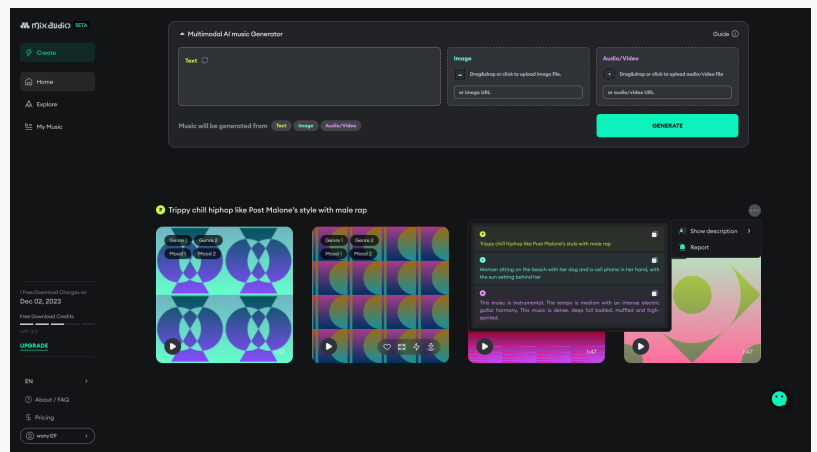 mixaudio BETA
Create
Home
Explore
My Music
1 Free Download Charges on
Dec 02, 2023
Free Download Credits
UPGRADE
EN
About / FAQ
Pricing
wony129
Multimodal AI music Generator
Guide
Text
Image
Drag&drop or click to upload image file.
or image URL
Audio/Video
Drag&drop or click to upload audio/video file
or audio/video URL
Music will be generated from Text Image Audio/Video
GENERATE
Trippy chill hiphop like Post Malone's style with male rap
Genre 1 Genre 2
Mood 1 Mood 2
1:47
Genre 1 Genre 2
Mood 1 Mood 2
Trippy chill hiphop like Post Malone's style with male rap
Woman sitting on the beach with her dog and a cell phone in her hand, with
the sun setting behind her
This music is instrumental. The tempo is medium with an intense electric
guitar harmony. This music is dense, deep full bodied, muffled and high-
spirited.
1:47
Show description
Report
1:47